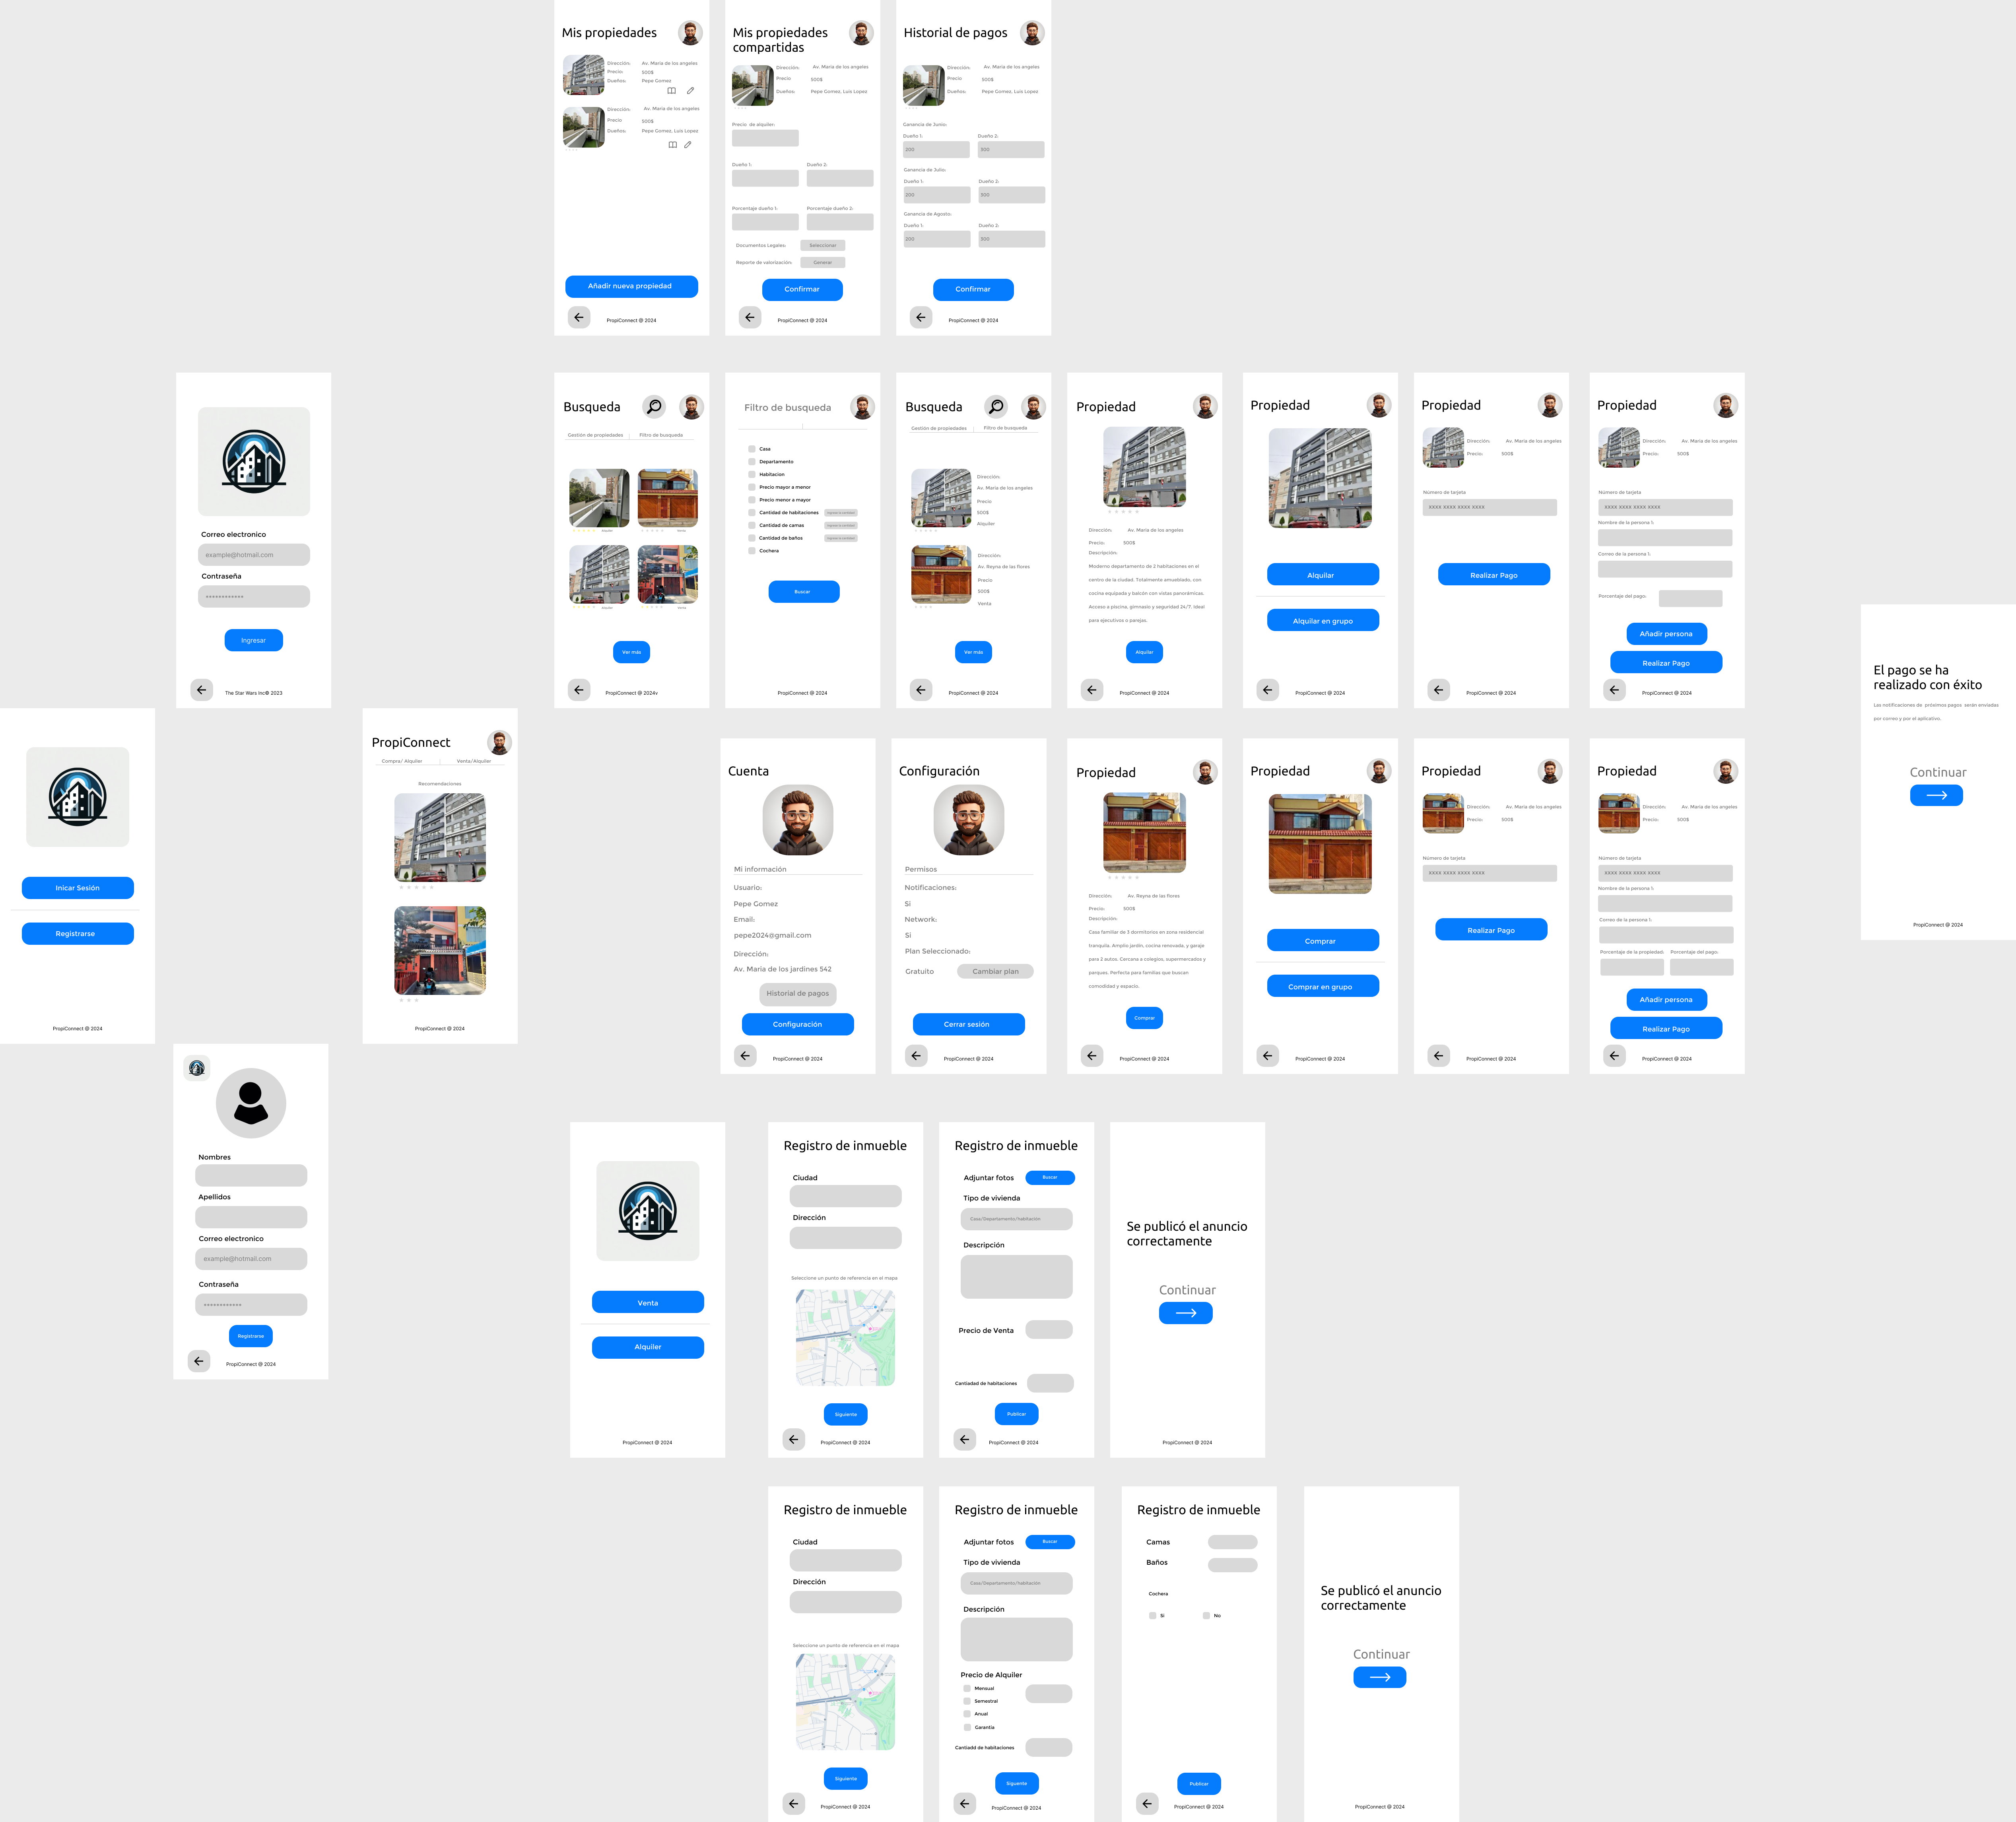 Mis propiedades
Dirección: Av. Maria de los angeles
Precio: 500$
Dueños: Pepe Gomez
Dirección: Av. Maria de los angeles
Precio 500$
Dueños: Pepe Gomez, Luis Lopez
Añadir nueva propiedad
PropiConnect @ 2024
Mis propiedades
compartidas
Dirección: Av. Maria de los angeles
Precio 500$
Dueños: Pepe Gomez, Luis Lopez
Precio de alquiler:
Dueño 1: Dueño 2:
Porcentaje dueño 1: Porcentaje dueño 2:
Documentos Legales: Seleccionar
Reporte de valorización: Generar
Confirmar
PropiConnect @ 2024
Historial de pagos
Dirección: Av. Maria de los angeles
Precio 500$
Dueños: Pepe Gomez, Luis Lopez
Ganancia de Junio:
Dueño 1: Dueño 2:
200 300
Ganancia de Julio:
Dueño 1: Dueño 2:
200 300
Ganancia de Agosto:
Dueño 1: Dueño 2:
200 300
Confirmar
PropiConnect @ 2024
Correo electronico
example@hotmail.com
Contraseña
************
Ingresar
The Star Wars Inc© 2023
Busqueda
Gestión de propiedades Filtro de busqueda
Alquiler Venta
Alquiler Venta
Ver más
PropiConnect @ 2024v
Filtro de busqueda
Casa
Departamento
Habitacion
Precio mayor a menor
Precio menor a mayor
Cantidad de habitaciones
Cantidad de camas
Cantidad de baños
Cochera
Buscar
PropiConnect @ 2024
Busqueda
Gestión de propiedades Filtro de busqueda
Dirección:
Av. Maria de los angeles
Precio
500$
Alquiler
Dirección:
Av. Reyna de las flores
Precio
500$
Venta
Ver más
PropiConnect @ 2024
Propiedad
Dirección: Av. Maria de los angeles
Precio: 500$
Descripción:
Moderno departamento de 2 habitaciones en el
centro de la ciudad. Totalmente amueblado, con
cocina equipada y balcón con vistas panorámicas.
Acceso a piscina, gimnasio y seguridad 24/7. Ideal
para ejecutivos o parejas.
Alquilar
PropiConnect @ 2024
Propiedad
Alquilar
Alquilar en grupo
PropiConnect @ 2024
Propiedad
Dirección: Av. Maria de los angeles
Precio: 500$
Número de tarjeta
XXXX XXXX XXXX XXXX
Realizar Pago
PropiConnect @ 2024
Propiedad
Dirección: Av. Maria de los angeles
Precio: 500$
Número de tarjeta
XXXX XXXX XXXX XXXX
Nombre de la persona 1:
Correo de la persona 1:
Porcentaje del pago:
Añadir persona
Realizar Pago
PropiConnect @ 2024
El pago se ha
realizado con éxito
Las notificaciones de próximos pagos serán enviadas
por correo y por el aplicativo.
Continuar
PropiConnect @ 2024
Inicar Sesión
Registrarse
PropiConnect @ 2024
PropiConnect
Compra/ Alquiler Venta/Alquiler
Recomendaciones
PropiConnect @ 2024
Cuenta
Mi información
Usuario:
Pepe Gomez
Email:
pepe2024@gmail.com
Dirección:
Av. Maria de los jardines 542
Historial de pagos
Configuración
PropiConnect @ 2024
Configuración
Permisos
Notificaciones:
Si
Network:
Si
Plan Seleccionado:
Gratuito Cambiar plan
Cerrar sesión
PropiConnect @ 2024
Propiedad
Dirección: Av. Reyna de las flores
Precio: 500$
Descripción:
Casa familiar de 3 dormitorios en zona residencial
tranquila. Amplio jardín, cocina renovada, y garaje
para 2 autos. Cercana a colegios, supermercados y
parques. Perfecta para familias que buscan
comodidad y espacio.
Comprar
PropiConnect @ 2024
Propiedad
Comprar
Comprar en grupo
PropiConnect @ 2024
Propiedad
Dirección: Av. Maria de los angeles
Precio: 500$
Número de tarjeta
XXXX XXXX XXXX XXXX
Realizar Pago
PropiConnect @ 2024
Propiedad
Dirección: Av. Maria de los angeles
Precio: 500$
Número de tarjeta
XXXX XXXX XXXX XXXX
Nombre de la persona 1:
Correo de la persona 1:
Porcentaje de la propiedad: Porcentaje del pago:
Añadir persona
Realizar Pago
PropiConnect @ 2024
Nombres
Apellidos
Correo electronico
example@hotmail.com
Contraseña
************
Registrarse
PropiConnect @ 2024
Venta
Alquiler
PropiConnect @ 2024
Registro de inmueble
Ciudad
Dirección
Seleccione un punto de referencia en el mapa
Siguiente
PropiConnect @ 2024
Registro de inmueble
Adjuntar fotos Buscar
Tipo de vivienda
Casa/Departamento/habitación
Descripción
Precio de Venta
Cantiadad de habitaciones
Publicar
PropiConnect @ 2024
Se publicó el anuncio
correctamente
Continuar
PropiConnect @ 2024
Registro de inmueble
Ciudad
Dirección
Seleccione un punto de referencia en el mapa
Siguiente
PropiConnect @ 2024
Registro de inmueble
Adjuntar fotos Buscar
Tipo de vivienda
Casa/Departamento/habitación
Descripción
Precio de Alquiler
Mensual
Semestral
Anual
Garantía
Cantiadd de habitaciones
Siguente
PropiConnect @ 2024
Registro de inmueble
Camas
Baños
Cochera
Si No
Publicar
PropiConnect @ 2024
Se publicó el anuncio
correctamente
Continuar
PropiConnect @ 2024